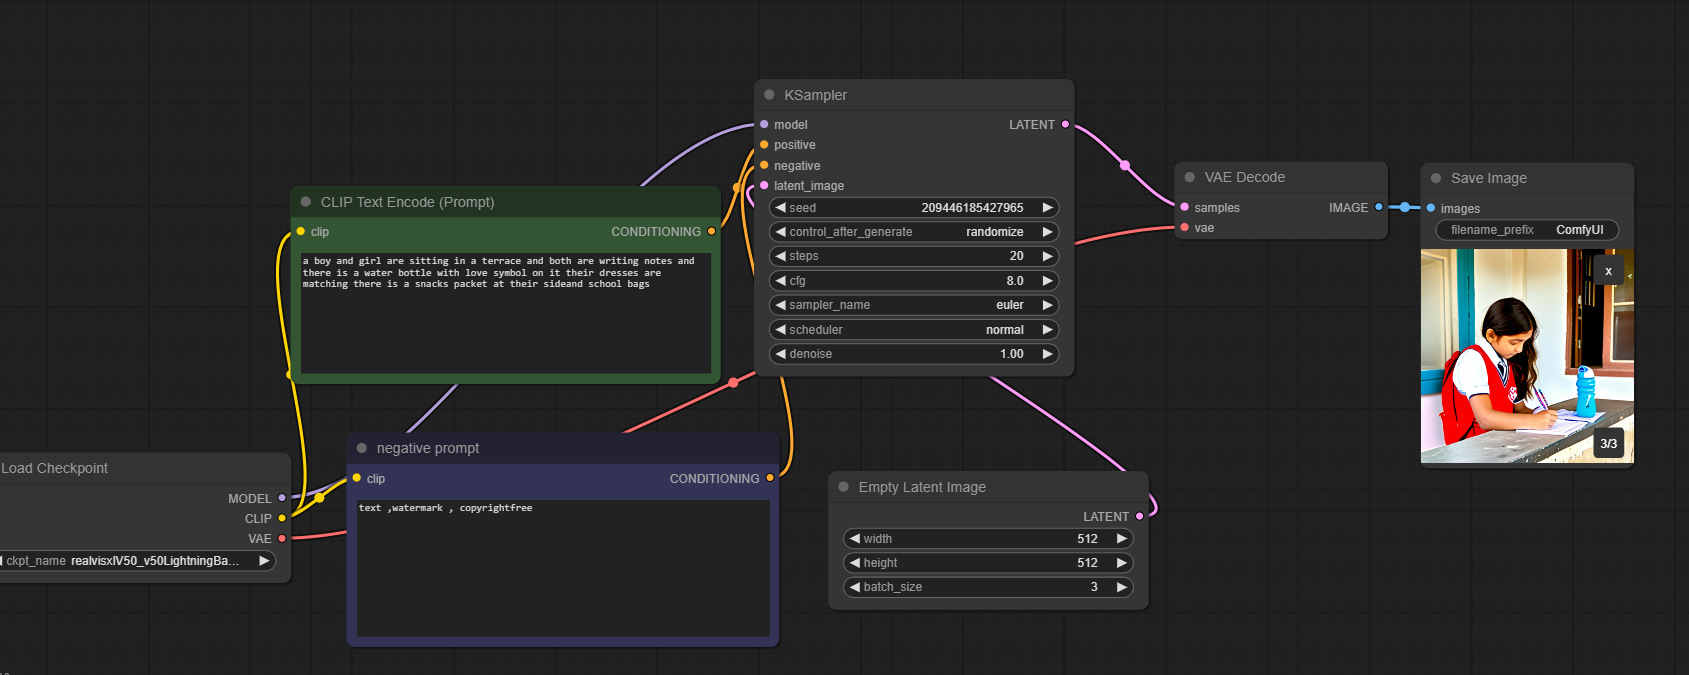 KSampler
model
LATENT
positive
negative
latent_image
seed 209446185427965
control_after_generate randomize
steps 20
cfg 8.0
sampler_name euler
scheduler normal
denoise 1.00
VAE Decode
samples
IMAGE
vae
Save Image
images
filename_prefix ComfyUI
x
3/3
CLIP Text Encode (Prompt)
clip
CONDITIONING
a boy and girl are sitting in a terrace and both are writing notes and
there is a water bottle with love symbol on it their dresses are
matching there is a snacks packet at their sideand school bags
Load Checkpoint
MODEL
CLIP
VAE
ckpt_name realvisxlV50_v50LightningBa...
negative prompt
clip
CONDITIONING
text ,watermark , copyrightfree
Empty Latent Image
LATENT
width 512
height 512
batch_size 3